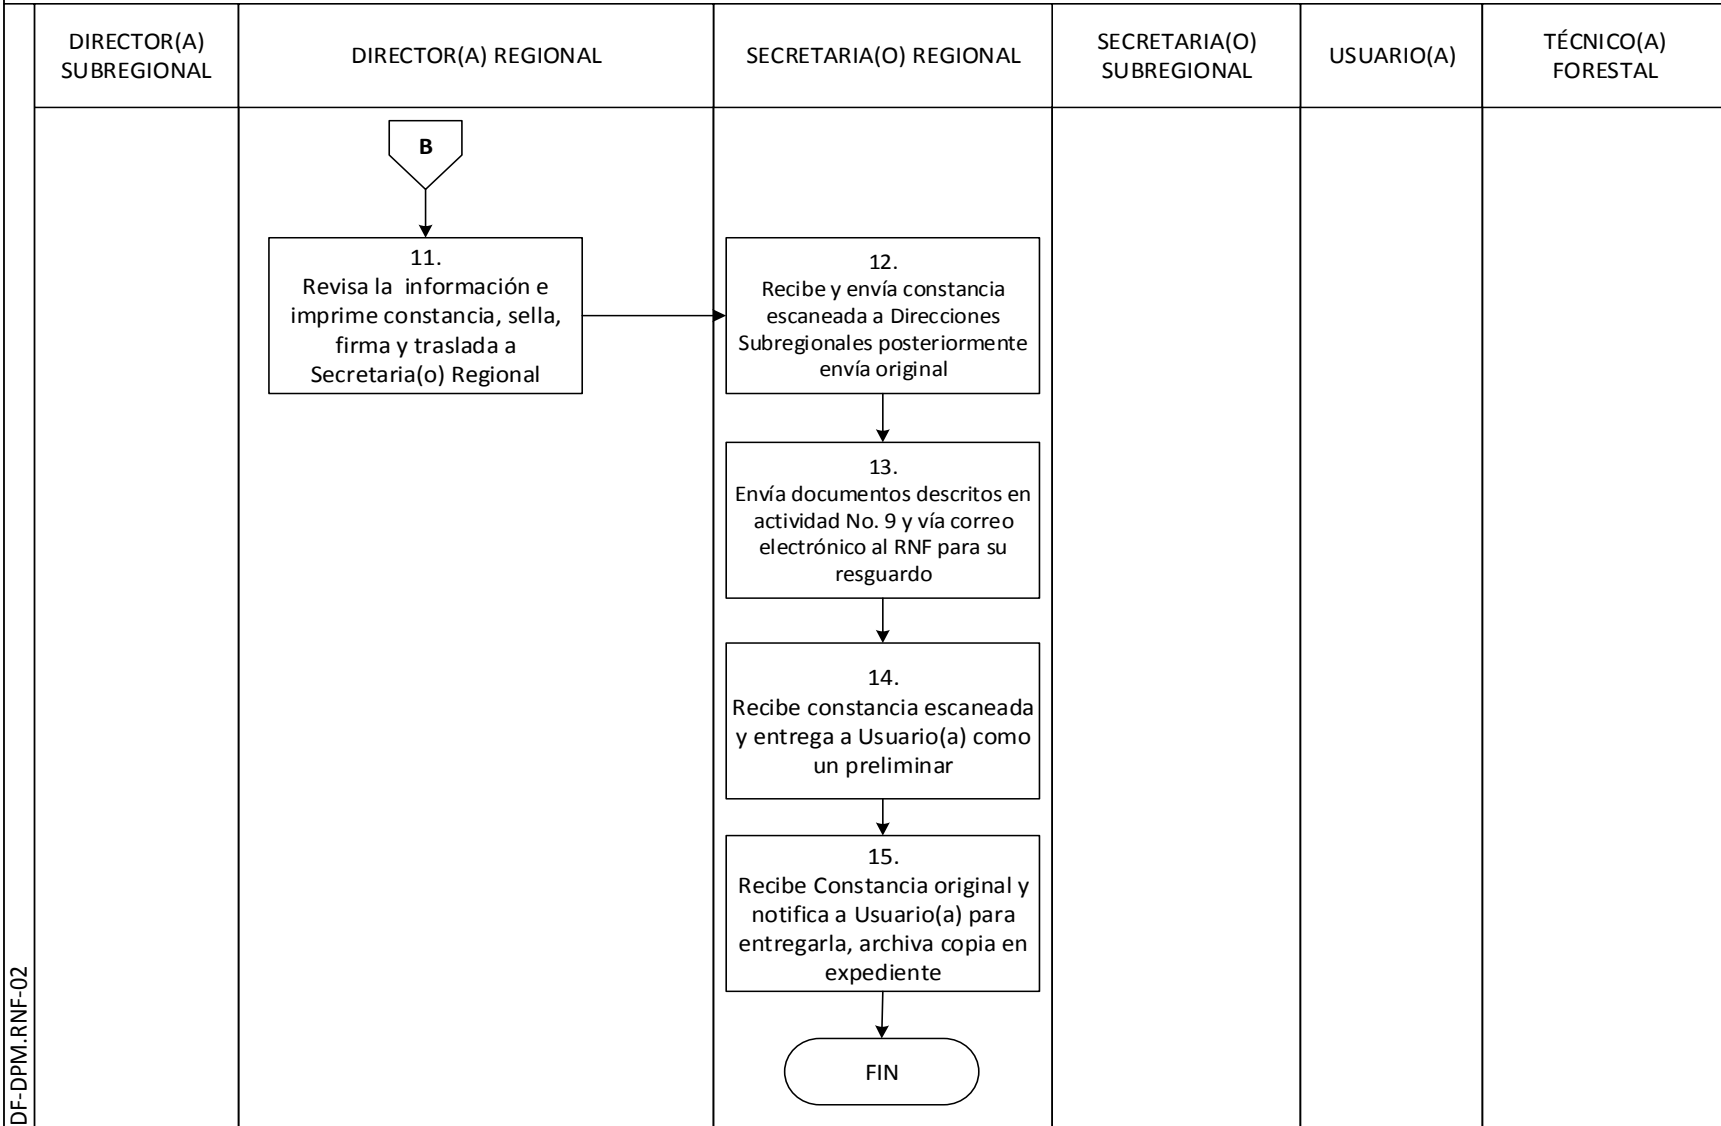 DIRECTOR(A)
SUBREGIONAL
DIRECTOR(A) REGIONAL
SECRETARIA(O) REGIONAL
SECRETARIA(O)
SUBREGIONAL
USUARIO(A)
TÉCNICO(A)
FORESTAL
B
11.
Revisa la información e
imprime constancia, sella,
firma y traslada a
Secretaria(o) Regional
12.
Recibe y envía constancia
escaneada a Direcciones
Subregionales posteriormente
envía original
13.
Envía documentos descritos en
actividad No. 9 y vía correo
electrónico al RNF para su
resguardo
14.
Recibe constancia escaneada
y entrega a Usuario(a) como
un preliminar
15.
Recibe Constancia original y
notifica a Usuario(a) para
entregarla, archiva copia en
expediente
FIN
DF-DPM.RNF-02